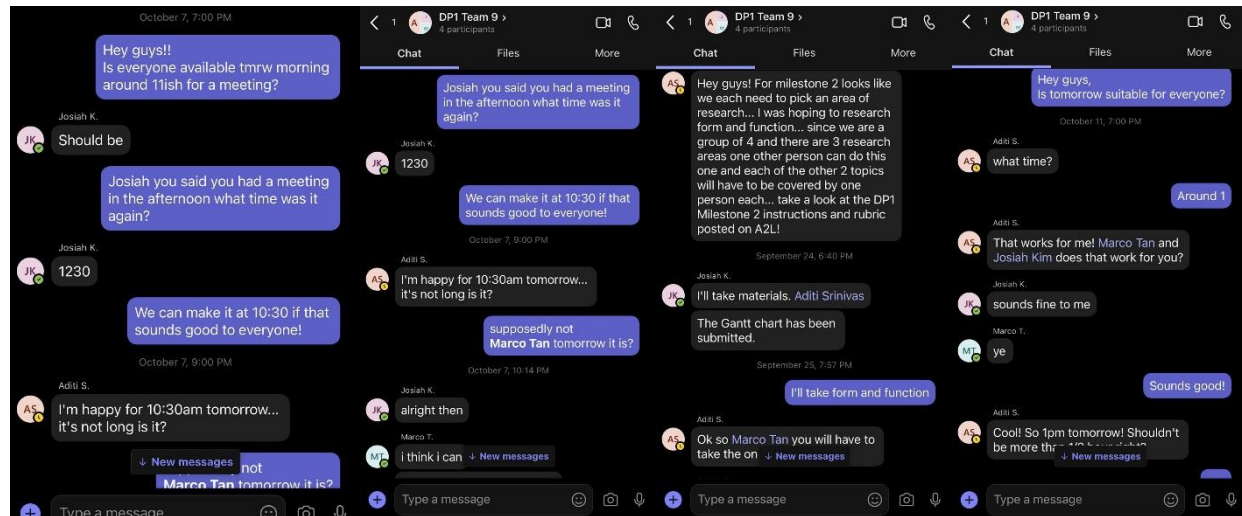 October 7, 7:00 PM
Hey guys!!
Is everyone available tmrw morning
around 11ish for a meeting?
Josiah K.
JK
Should be
Josiah you said you had a meeting
in the afternoon what time was it
again?
Josiah K.
JK
1230
We can make it at 10:30 if that
sounds good to everyone!
October 7, 9:00 PM
Aditi S.
AS
I'm happy for 10:30am tomorrow...
it's not long is it?
↓ New messages
not
Marco Tan tomorrow it is?
Type a message
1
A
DP1 Team 9 >
4 participants
Chat
Files
More
Josiah you said you had a meeting
in the afternoon what time was it
again?
Josiah K.
JK
1230
We can make it at 10:30 if that
sounds good to everyone!
October 7, 9:00 PM
Aditi S.
AS
I'm happy for 10:30am tomorrow...
it's not long is it?
supposedly not
Marco Tan tomorrow it is?
October 7, 10:14 PM
Josiah K.
JK
alright then
Marco T.
MT
i think i can
↓ New messages
Type a message
1
A
DP1 Team 9 >
4 participants
Chat
Files
More
AS
Hey guys! For milestone 2 looks like
we each need to pick an area of
research... I was hoping to research
form and function... since we are a
group of 4 and there are 3 research
areas one other person can do this
one and each of the other 2 topics
will have to be covered by one
person each... take a look at the DP1
Milestone 2 instructions and rubric
posted on A2L!
September 24, 6:40 PM
Josiah K.
JK
I'll take materials. Aditi Srinivas
The Gantt chart has been
submitted.
September 25, 7:57 PM
I'll take form and function
Aditi S.
AS
Ok so Marco Tan you will have to
take the on
↓ New messages
Type a message
1
A
DP1 Team 9 >
4 participants
Chat
Files
More
Hey guys,
Is tomorrow suitable for everyone?
October 11, 7:00 PM
Aditi S.
AS
what time?
Around 1
Aditi S.
AS
That works for me! Marco Tan and
Josiah Kim does that work for you?
Josiah K.
JK
sounds fine to me
Marco T.
MT
ye
Sounds good!
Aditi S.
AS
Cool! So 1pm tomorrow! Shouldn't
be more than
↓ New messages
Type a message